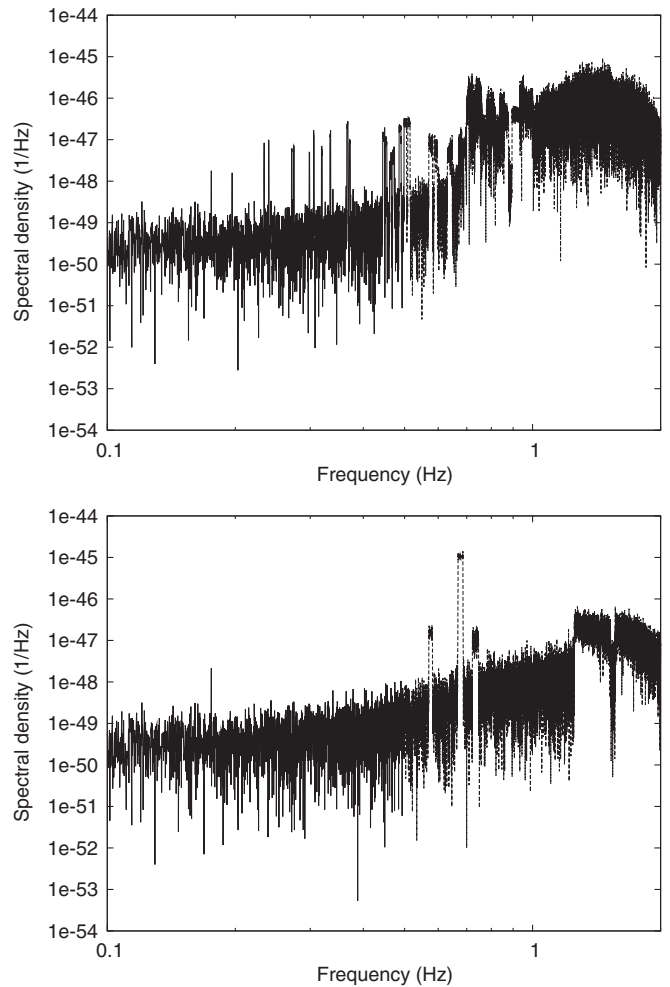 1e-44
1e-45
1e-46
1e-47
1e-48
1e-49
1e-50
1e-51
1e-52
1e-53
1e-54
Spectral density (1/Hz)
0.1
1
Frequency (Hz)
1e-44
1e-45
1e-46
1e-47
1e-48
1e-49
1e-50
1e-51
1e-52
1e-53
1e-54
Spectral density (1/Hz)
0.1
1
Frequency (Hz)